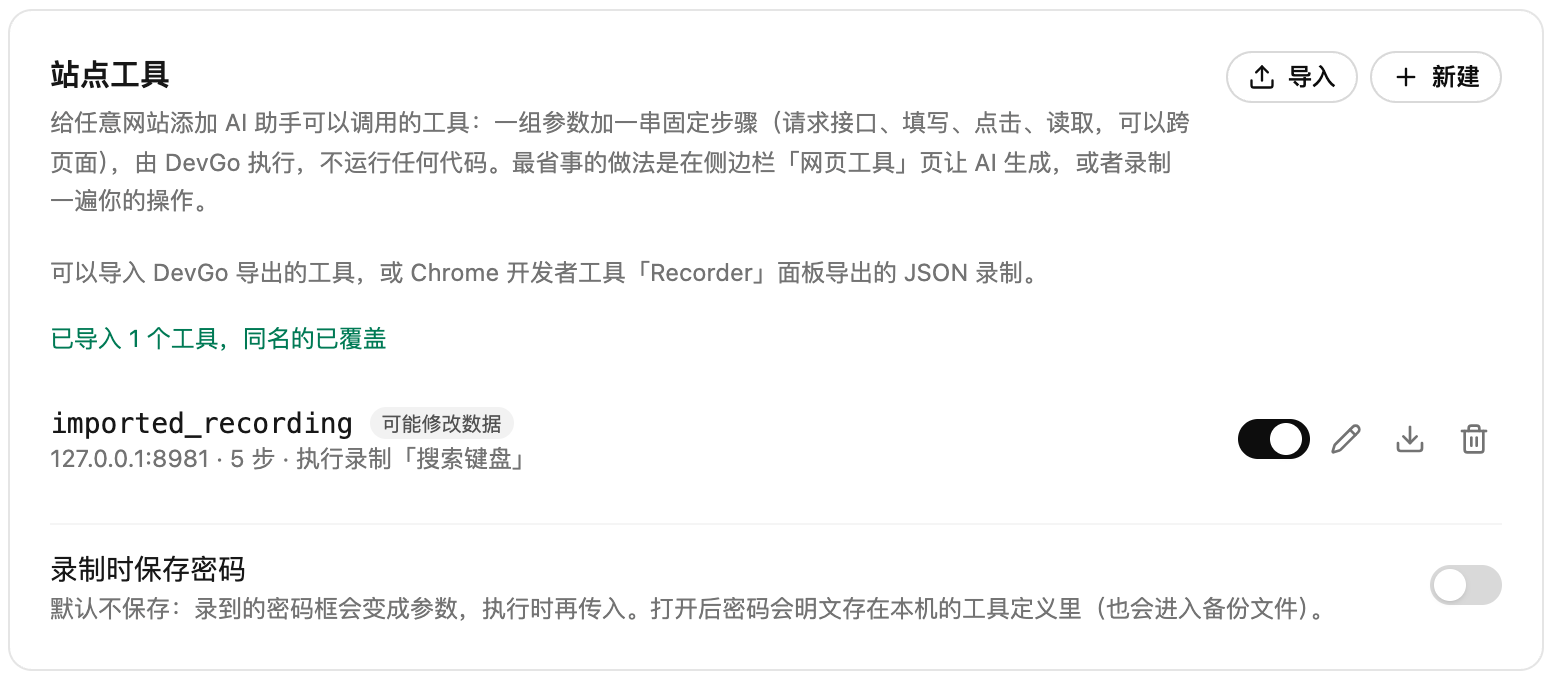 站点工具
导入
新建
给任意网站添加 AI 助手可以调用的工具：一组参数加一串固定步骤（请求接口、填写、点击、读取，可以跨
页面），由 DevGo 执行，不运行任何代码。最省事的做法是在侧边栏「网页工具」页让 AI 生成，或者录制
一遍你的操作。
可以导入 DevGo 导出的工具，或 Chrome 开发者工具「Recorder」面板导出的 JSON 录制。
已导入 1 个工具，同名的已覆盖
imported_recording 可能修改数据
127.0.0.1:8981 · 5 步 · 执行录制「搜索键盘」
录制时保存密码
默认不保存：录到的密码框会变成参数，执行时再传入。打开后密码会明文存在本机的工具定义里（也会进入备份文件）。